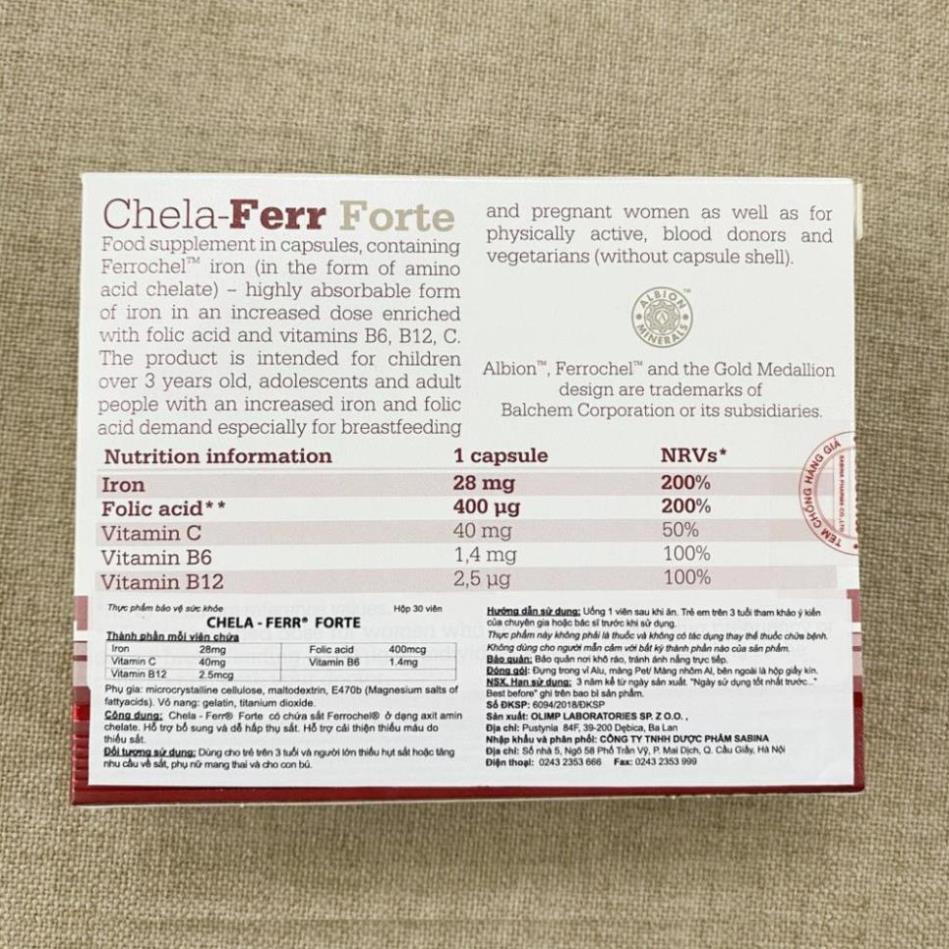 Chela-Ferr Forte
Food supplement in capsules, containing
Ferrochel™ iron (in the form of amino
acid chelate) – highly absorbable form
of iron in an increased dose enriched
with folic acid and vitamins B6, B12, C.
The product is intended for children
over 3 years old, adolescents and adult
people with an increased iron and folic
acid demand especially for breastfeeding
and pregnant women as well as for
physically active, blood donors and
vegetarians (without capsule shell).
ALBION™
MINERALS
Albion™, Ferrochel™ and the Gold Medallion
design are trademarks of
Balchem Corporation or its subsidiaries.
Nutrition information 1 capsule NRVs*
Iron 28 mg 200%
Folic acid** 400 µg 200%
Vitamin C 40 mg 50%
Vitamin B6 1,4 mg 100%
Vitamin B12 2,5 µg 100%
TEM CHỐNG HÀNG GIẢ
Thực phẩm bảo vệ sức khỏe Hộp 30 viên
CHELA - FERR® FORTE
Thành phần mỗi viên chứa
Iron 28mg Folic acid 400mcg
Vitamin C 40mg Vitamin B6 1.4mg
Vitamin B12 2.5mcg
Phụ gia: microcrystalline cellulose, maltodextrin, E470b (Magnesium salts of
fattyacids). Vỏ nang: gelatin, titanium dioxide.
Công dụng: Chela - Ferr® Forte có chứa sắt Ferrochel® ở dạng axit amin
chelate. Hỗ trợ bổ sung và dễ hấp thụ sắt. Hỗ trợ cải thiện thiếu máu do
thiếu sắt.
Đối tượng sử dụng: Dùng cho trẻ trên 3 tuổi và người lớn thiếu hụt sắt hoặc tăng
nhu cầu về sắt, phụ nữ mang thai và cho con bú.
Hướng dẫn sử dụng: Uống 1 viên sau khi ăn. Trẻ em trên 3 tuổi tham khảo ý kiến
của chuyên gia hoặc bác sĩ trước khi sử dụng.
Thực phẩm này không phải là thuốc và không có tác dụng thay thế thuốc chữa bệnh.
Không dùng cho người mẫn cảm với bất kỳ thành phần nào của sản phẩm.
Bảo quản: Bảo quản nơi khô ráo, tránh ánh nắng trực tiếp.
Đóng gói: Đựng trong vỉ Alu, màng Pet/ Màng nhôm Al, bên ngoài là hộp giấy kín.
NSX, Hạn sử dụng: 3 năm kể từ ngày sản xuất. "Ngày sử dụng tốt nhất trước..."
Best before" ghi trên bao bì sản phẩm.
Số ĐKSP: 6094/2018/ĐKSP
Sản xuất: OLIMP LABORATORIES SP. Z O.O. ,
Địa chỉ: Pustynia 84F, 39-200 Dębica, Ba Lan
Nhập khẩu và phân phối: CÔNG TY TNHH DƯỢC PHẨM SABINA
Địa chỉ: Số nhà 5, Ngõ 58 Phố Trần Vỹ, P. Mai Dịch, Q. Cầu Giấy, Hà Nội
Điện thoại: 0243 2353 666 Fax: 0243 2353 999